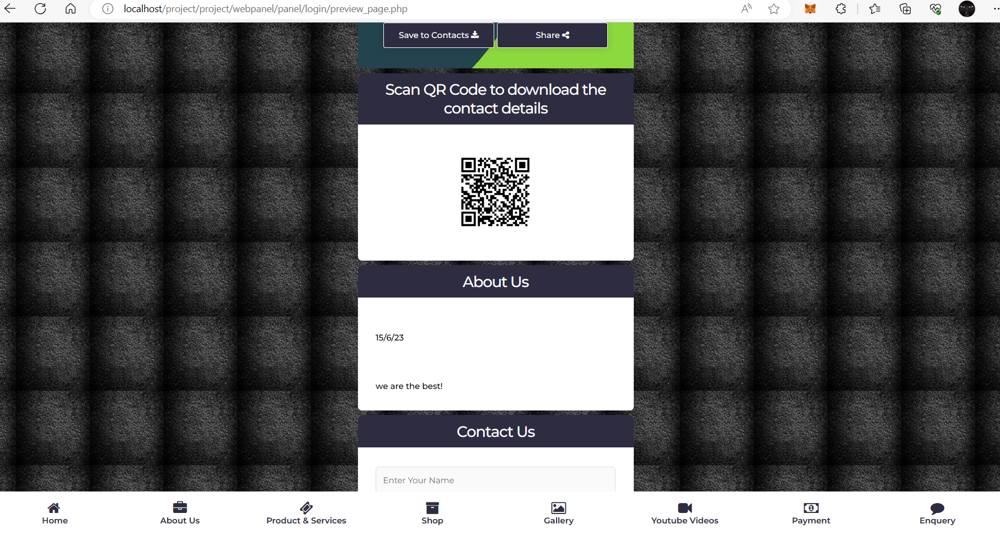 localhost/project/project/webpanel/panel/login/preview_page.php
Save to Contacts
Share
Scan QR Code to download the
contact details
About Us
15/6/23
we are the best!
Contact Us
Enter Your Name
Home
About Us
Product & Services
Shop
Gallery
Youtube Videos
Payment
Enquery